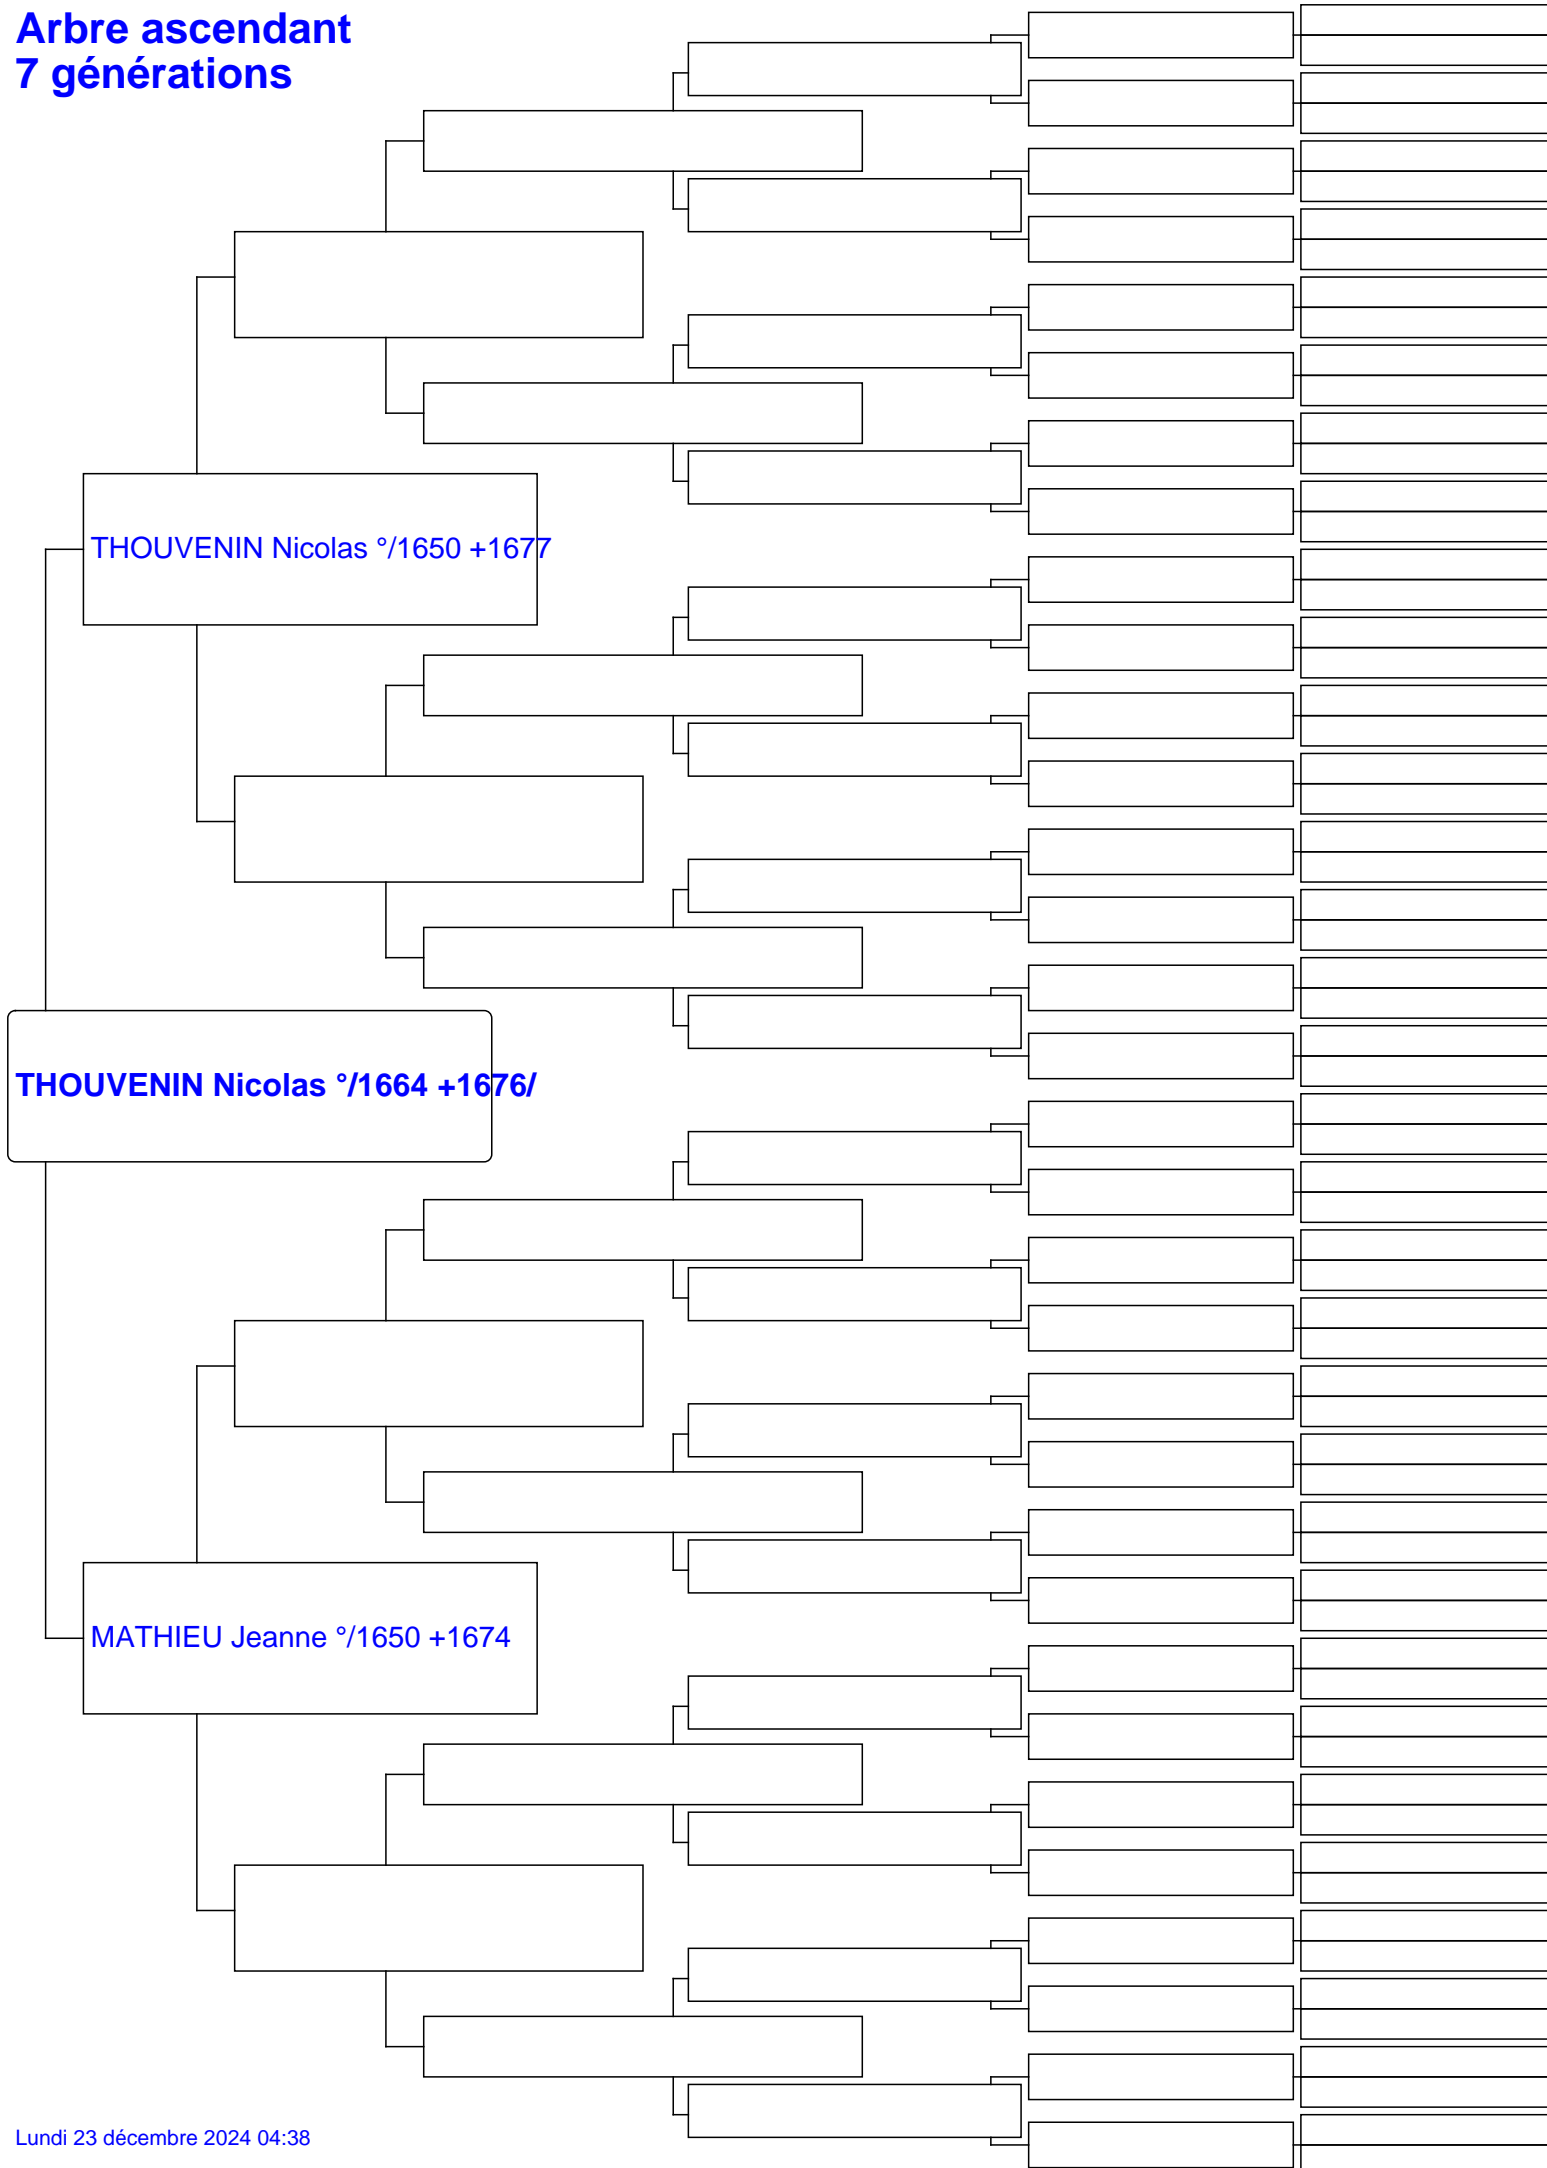 Arbre ascendant
7 générations
THOUVENIN Nicolas °/1650 +1677
THOUVENIN Nicolas °/1664 +1676/
MATHIEU Jeanne °/1650 +1674
Lundi 23 décembre 2024 04:38